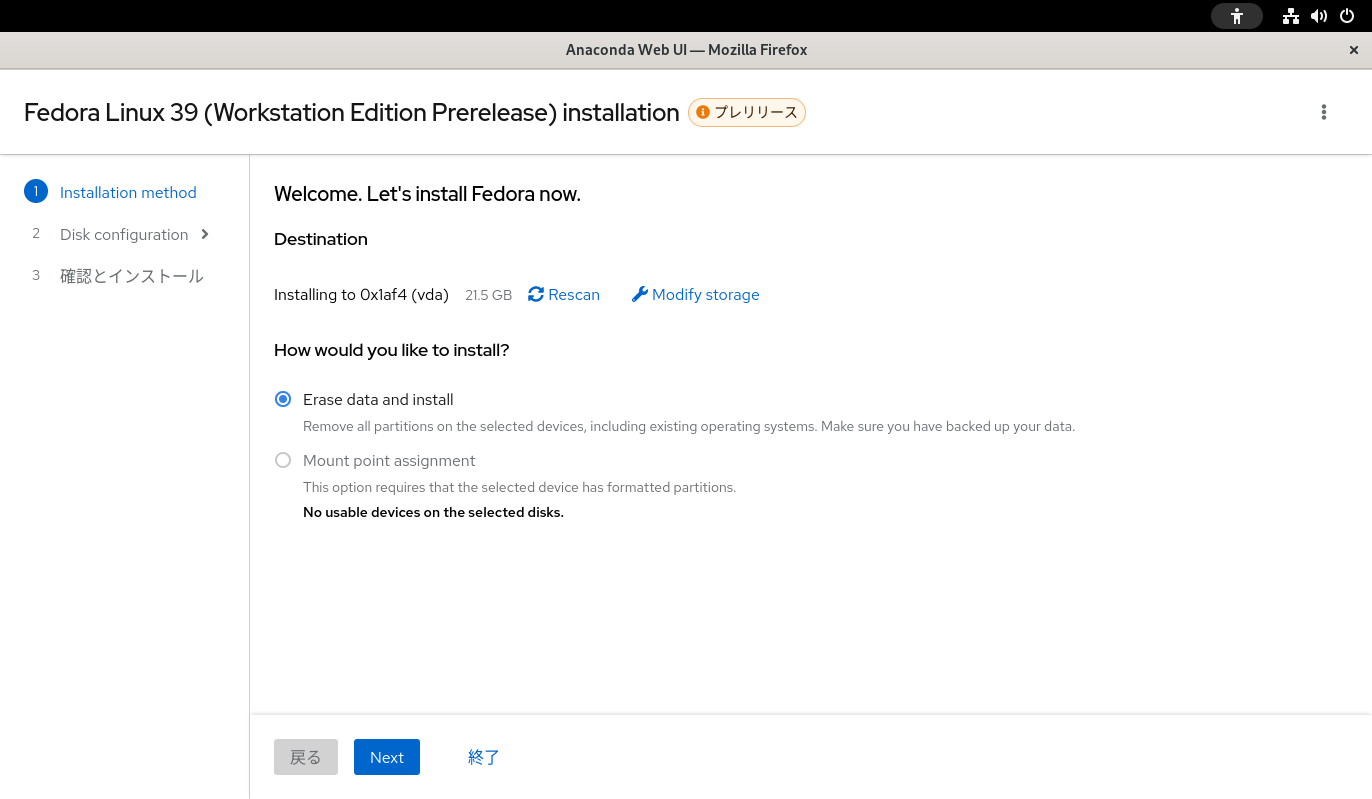 Anaconda Web UI — Mozilla Firefox
Fedora Linux 39 (Workstation Edition Prerelease) installation プレリリース
1 Installation method
2 Disk configuration
3 確認とインストール
Welcome. Let's install Fedora now.
Destination
Installing to 0x1af4 (vda) 21.5 GB Rescan Modify storage
How would you like to install?
Erase data and install
Remove all partitions on the selected devices, including existing operating systems. Make sure you have backed up your data.
Mount point assignment
This option requires that the selected device has formatted partitions.
No usable devices on the selected disks.
戻る Next 終了